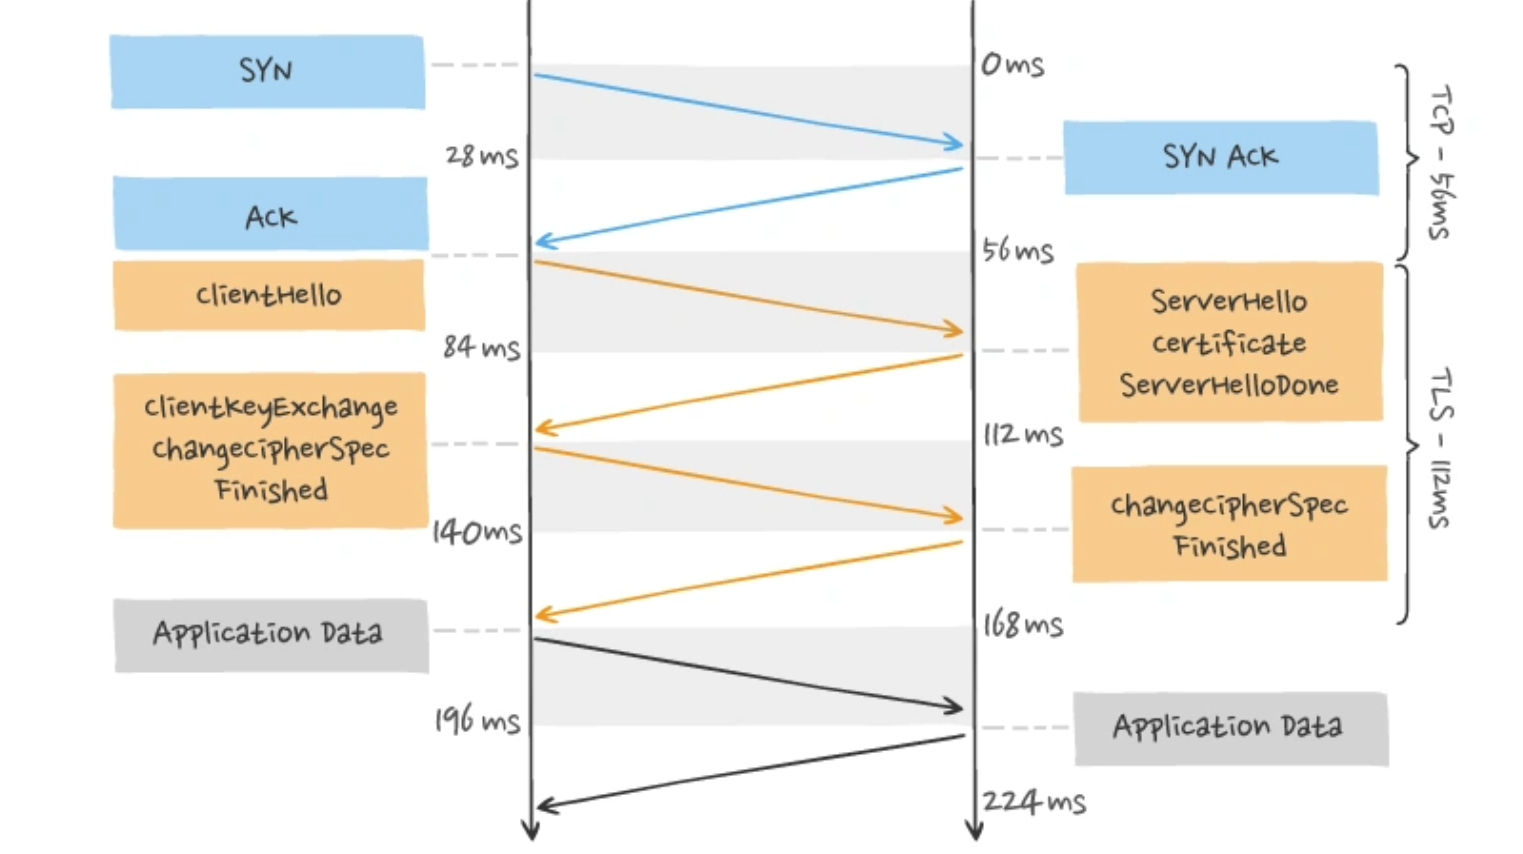 SYN
0ms
28ms
SYN Ack
TCP - 56ms
Ack
56ms
ClientHello
ServerHello
Certificate
ServerHelloDone
84ms
ClientKeyExchange
ChangeCipherSpec
Finished
112ms
TLS - 112ms
ChangeCipherSpec
Finished
140ms
Application Data
168ms
196ms
Application Data
224ms